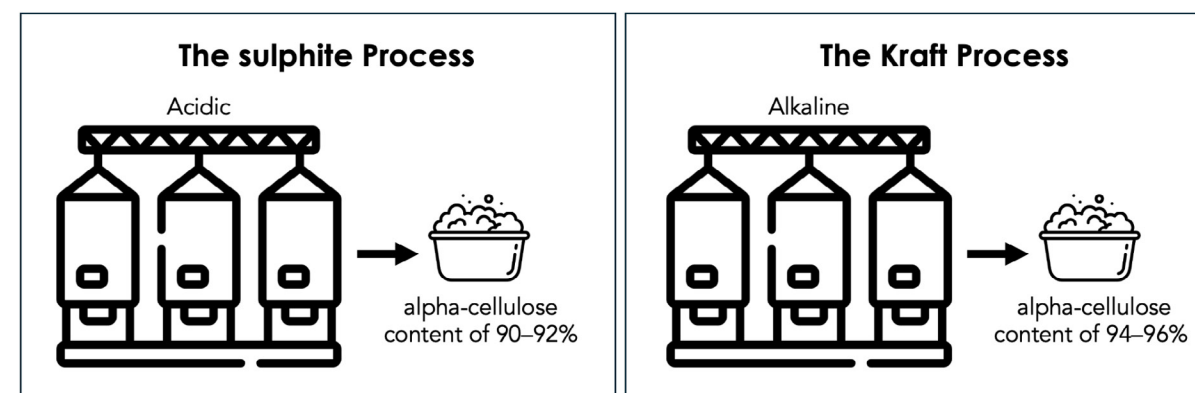 The sulphite Process
Acidic
alpha-cellulose
content of 90–92%
The Kraft Process
Alkaline
alpha-cellulose
content of 94–96%